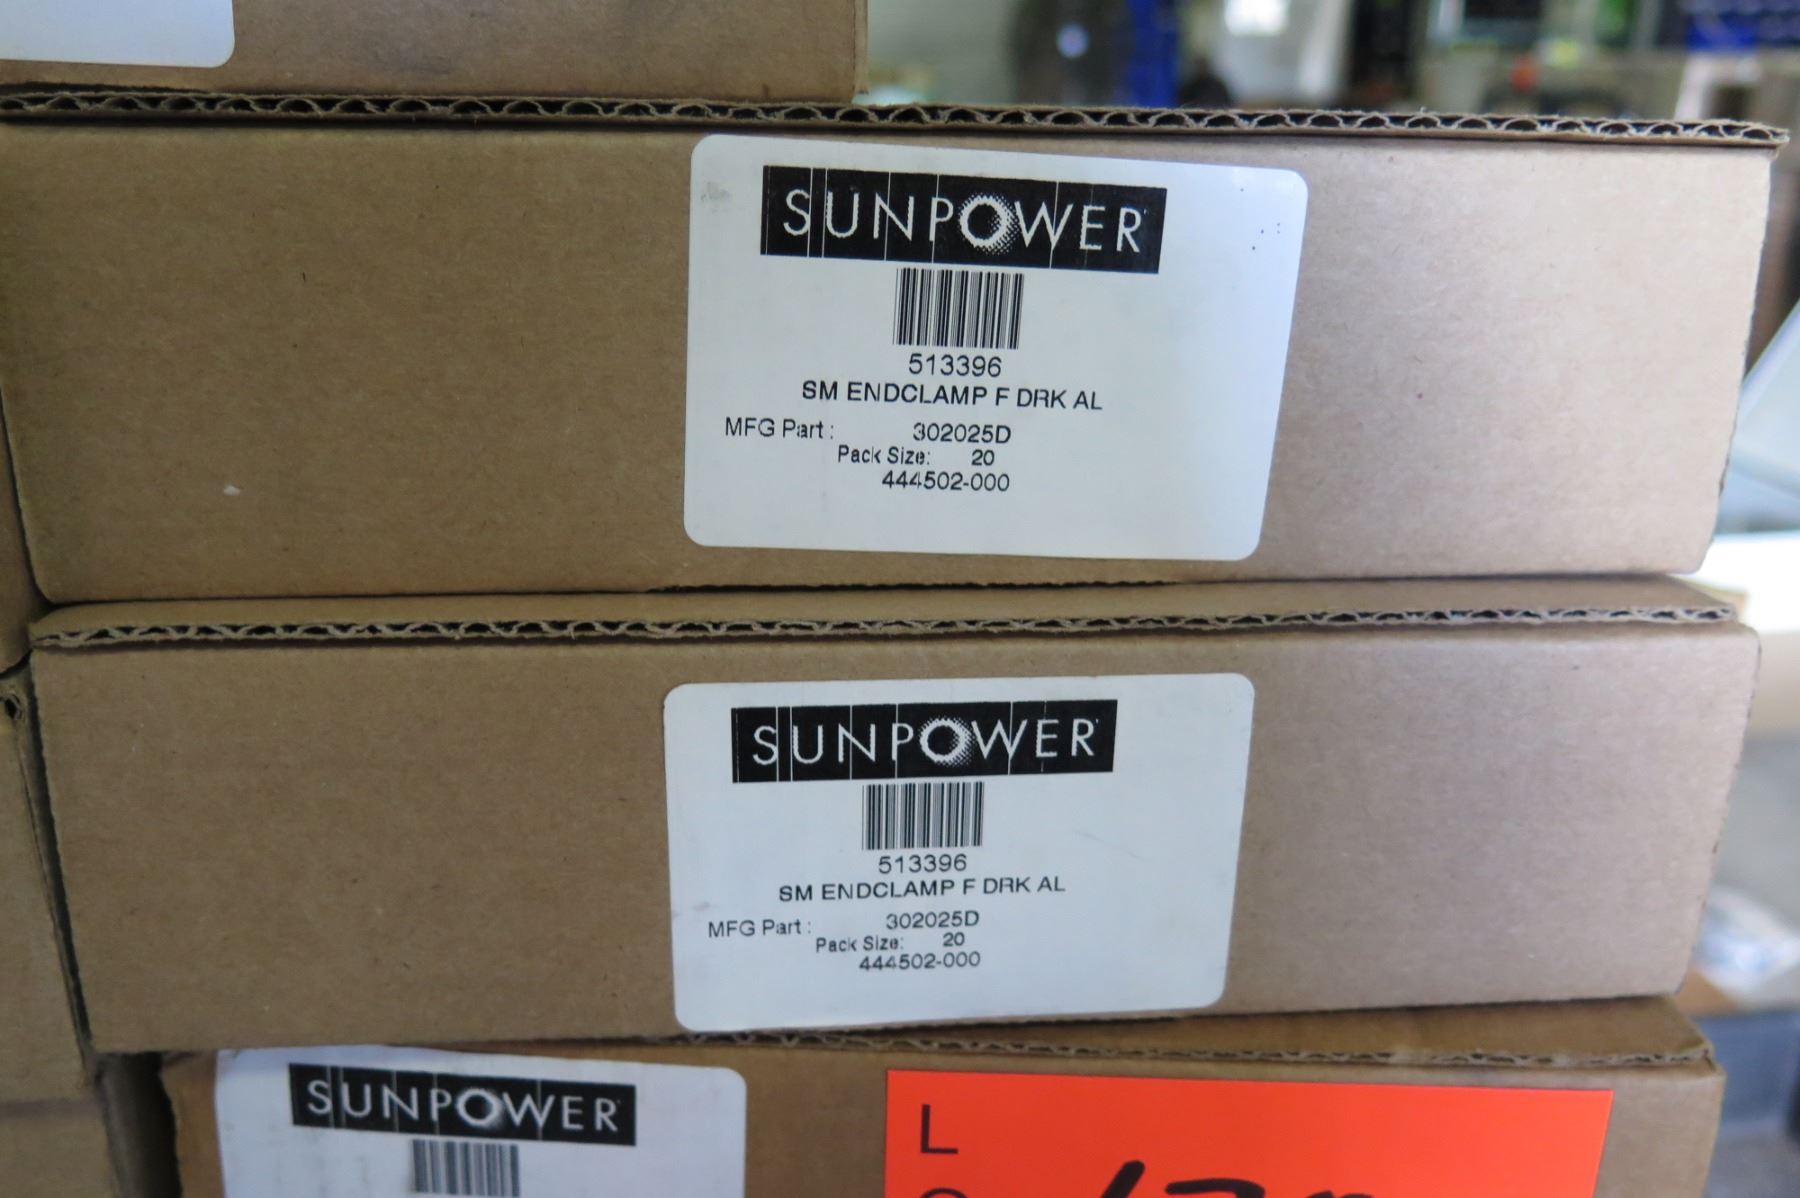 SUNPOWER
513396
SM ENDCLAMP F DRK AL
MFG Part : 302025D
Pack Size: 20
444502-000
SUNPOWER
513396
SM ENDCLAMP F DRK AL
MFG Part : 302025D
Pack Size: 20
444502-000
SUNPOWER
L